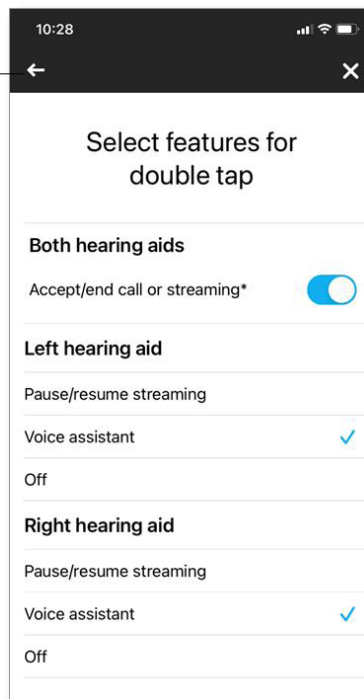 10:28
Select features for
double tap
Both hearing aids
Accept/end call or streaming*
Left hearing aid
Pause/resume streaming
Voice assistant
Off
Right hearing aid
Pause/resume streaming
Voice assistant
Off